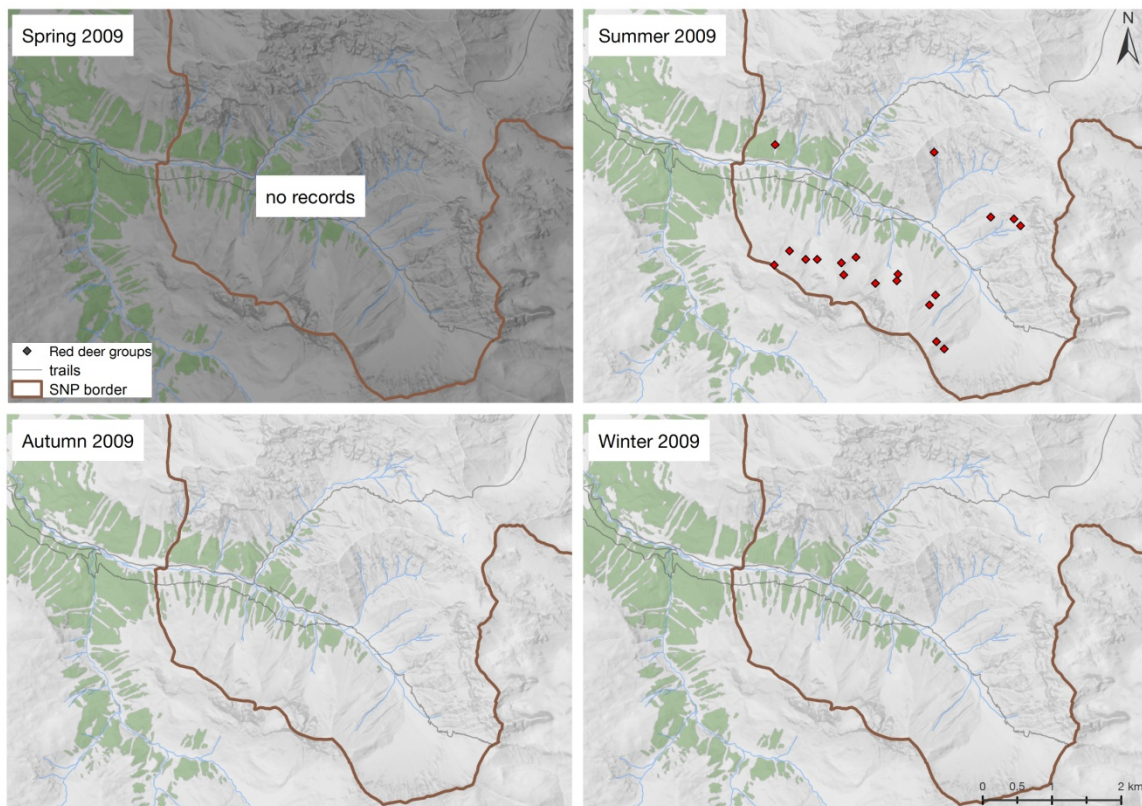 Spring 2009
Summer 2009
N
no records
Red deer groups
trails
SNP border
Autumn 2009
Winter 2009
0 0.5 1 2 km